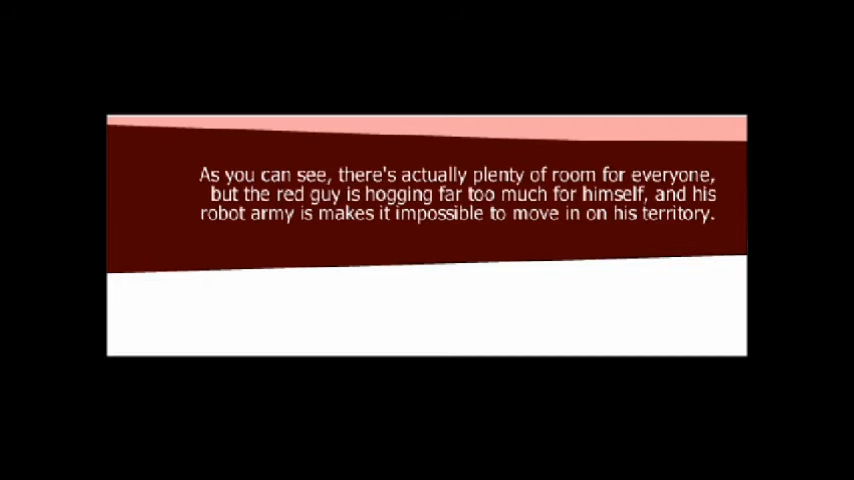 As you can see, there's actually plenty of room for everyone,
but the red guy is hogging far too much for himself, and his
robot army is makes it impossible to move in on his territory.